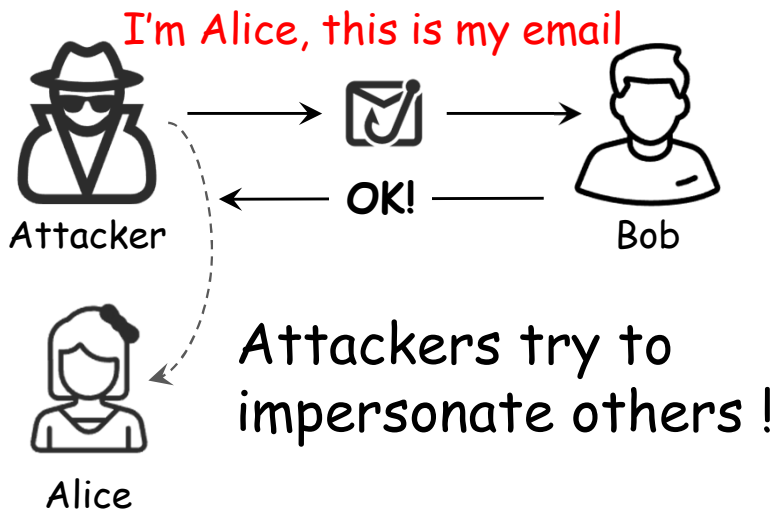 I'm Alice, this is my email
OK!
Attacker
Bob
Attackers try to
impersonate others !
Alice